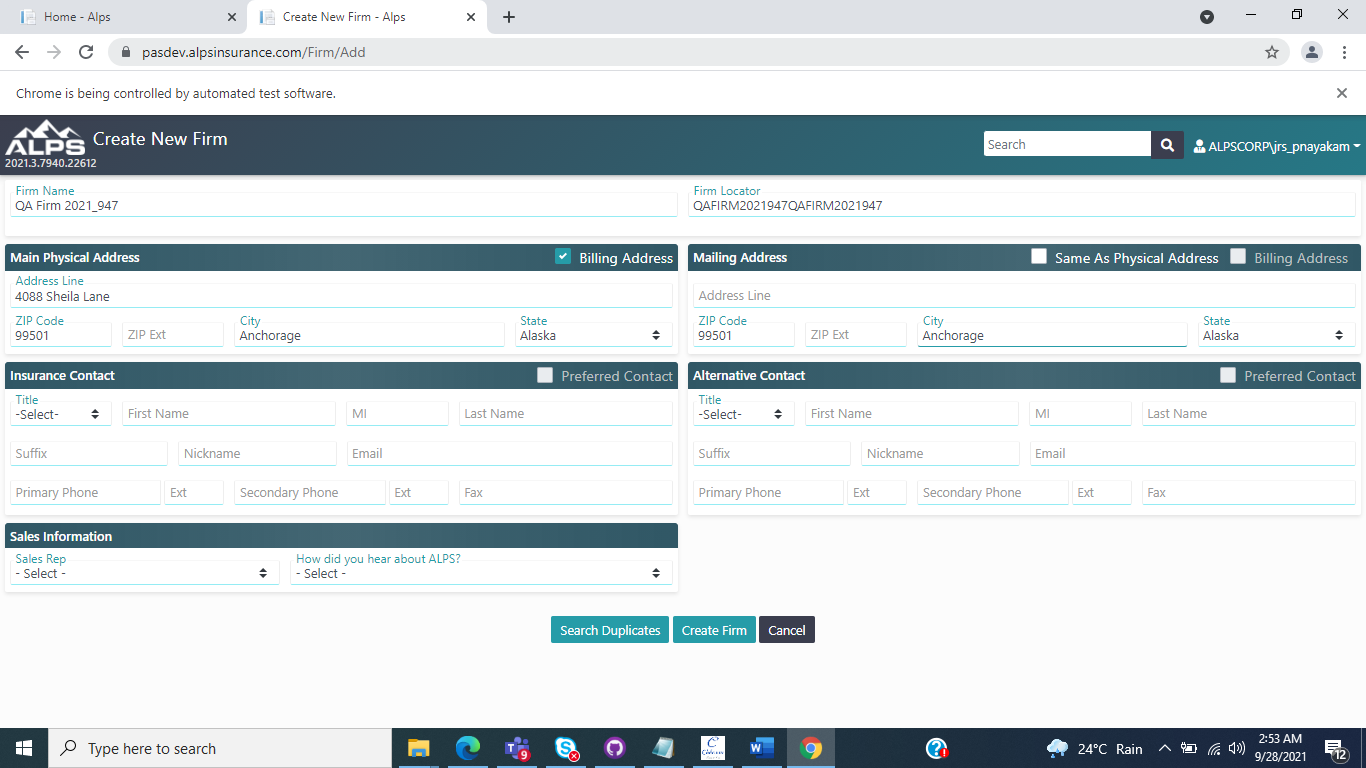 Home - Alps
Create New Firm - Alps
pasdev.alpsinsurance.com/Firm/Add
Chrome is being controlled by automated test software.
ALPS
Create New Firm
2021.3.7940.22612
Search
ALPSCORP\jrs_pnayakam
Firm Name
QA Firm 2021_947
Firm Locator
QAFIRM2021947QAFIRM2021947
Main Physical Address
Billing Address
Address Line
4088 Sheila Lane
ZIP Code
99501
ZIP Ext
City
Anchorage
State
Alaska
Mailing Address
Same As Physical Address
Billing Address
Address Line
ZIP Code
99501
ZIP Ext
City
Anchorage
State
Alaska
Insurance Contact
Preferred Contact
Title
-Select-
First Name
MI
Last Name
Suffix
Nickname
Email
Primary Phone
Ext
Secondary Phone
Ext
Fax
Alternative Contact
Preferred Contact
Title
-Select-
First Name
MI
Last Name
Suffix
Nickname
Email
Primary Phone
Ext
Secondary Phone
Ext
Fax
Sales Information
Sales Rep
- Select -
How did you hear about ALPS?
- Select -
Search Duplicates
Create Firm
Cancel
Type here to search
9
24°C Rain
2:53 AM
9/28/2021
12